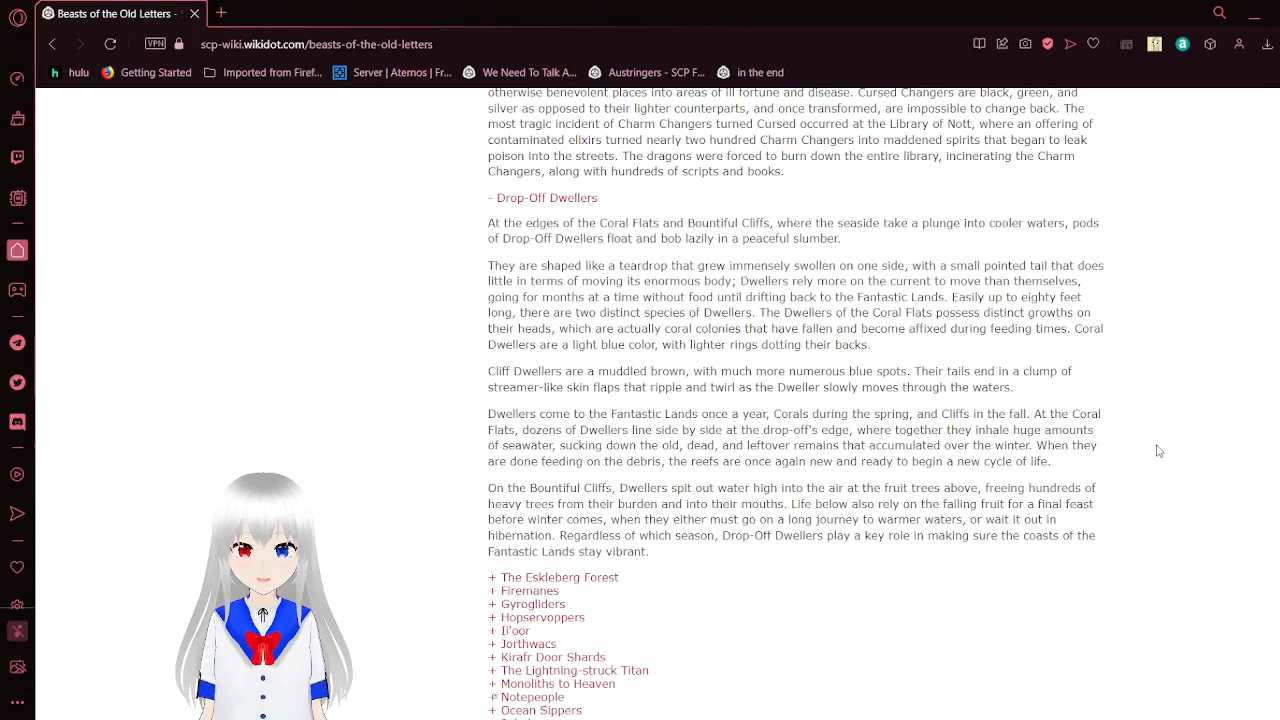 Beasts of the Old Letters -
scp-wiki.wikidot.com/beasts-of-the-old-letters
VPN
hulu
Getting Started
Imported from Firef...
Server | Aternos | Fr...
We Need To Talk A...
Austringers - SCP F...
in the end
otherwise benevolent places into areas of ill fortune and disease. Cursed Changers are black, green, and
silver as opposed to their lighter counterparts, and once transformed, are impossible to change back. The
most tragic incident of Charm Changers turned Cursed occurred at the Library of Nott, where an offering of
contaminated elixirs turned nearly two hundred Charm Changers into maddened spirits that began to leak
poison into the streets. The dragons were forced to burn down the entire library, incinerating the Charm
Changers, along with hundreds of scripts and books.
- Drop-Off Dwellers
At the edges of the Coral Flats and Bountiful Cliffs, where the seaside take a plunge into cooler waters, pods
of Drop-Off Dwellers float and bob lazily in a peaceful slumber.
They are shaped like a teardrop that grew immensely swollen on one side, with a small pointed tail that does
little in terms of moving its enormous body; Dwellers rely more on the current to move than themselves,
going for months at a time without food until drifting back to the Fantastic Lands. Easily up to eighty feet
long, there are two distinct species of Dwellers. The Dwellers of the Coral Flats possess distinct growths on
their heads, which are actually coral colonies that have fallen and become affixed during feeding times. Coral
Dwellers are a light blue color, with lighter rings dotting their backs.
Cliff Dwellers are a muddled brown, with much more numerous blue spots. Their tails end in a clump of
streamer-like skin flaps that ripple and twirl as the Dweller slowly moves through the waters.
Dwellers come to the Fantastic Lands once a year, Corals during the spring, and Cliffs in the fall. At the Coral
Flats, dozens of Dwellers line side by side at the drop-off's edge, where together they inhale huge amounts
of seawater, sucking down the old, dead, and leftover remains that accumulated over the winter. When they
are done feeding on the debris, the reefs are once again new and ready to begin a new cycle of life.
On the Bountiful Cliffs, Dwellers spit out water high into the air at the fruit trees above, freeing hundreds of
heavy trees from their burden and into their mouths. Life below also rely on the falling fruit for a final feast
before winter comes, when they either must go on a long journey to warmer waters, or wait it out in
hibernation. Regardless of which season, Drop-Off Dwellers play a key role in making sure the coasts of the
Fantastic Lands stay vibrant.
+ The Eskleberg Forest
+ Firemanes
+ Gyrogliders
+ Hopservoppers
+ Ii'oor
+ Jorthwacs
+ Kirafr Door Shards
+ The Lightning-struck Titan
+ Monoliths to Heaven
+ Notepeople
+ Ocean Sippers